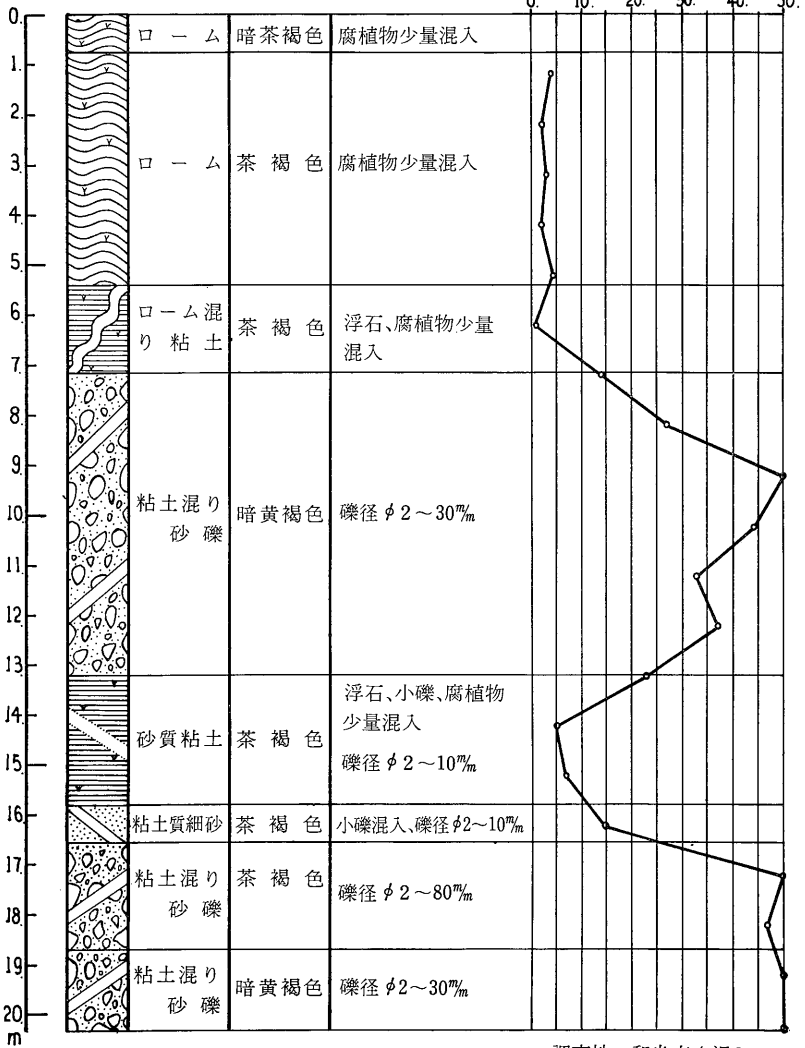 0. 10. 20. 30. 40. 50.
0.
ローム 暗茶褐色 腐植物少量混入
1.
2.
3.
ローム 茶褐色 腐植物少量混入
4.
5.
6.
ローム混り粘土 茶褐色 浮石、腐植物少量
混入
7.
8.
9.
10.
粘土混り砂礫 暗黄褐色 礫径φ2~30m/m
11.
12.
13.
浮石、小礫、腐植物
少量混入
14.
砂質粘土 茶褐色
礫径φ2~10m/m
15.
16.
粘土質細砂 茶褐色 小礫混入、礫径φ2~10m/m
17.
粘土混り砂礫 茶褐色 礫径φ2~80m/m
18.
19.
粘土混り砂礫 暗黄褐色 礫径φ2~30m/m
20.
m